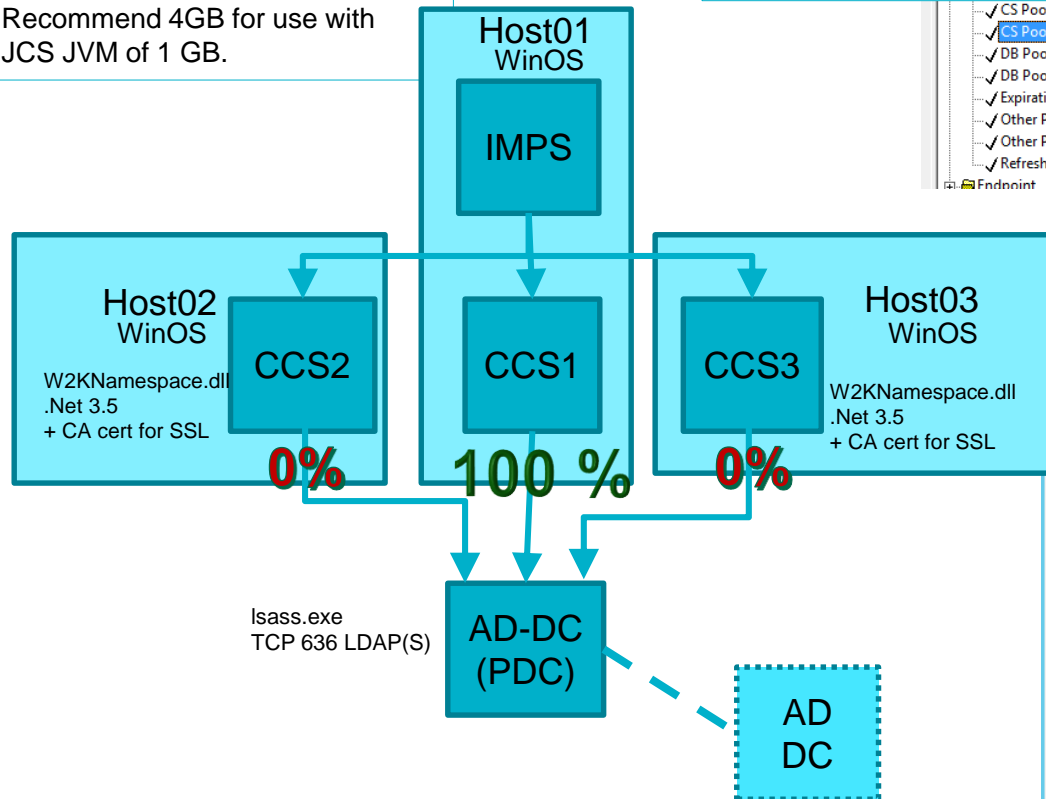 Recommend 4GB for use with
JCS JVM of 1 GB.
CS Poo
CS Poo
DB Poo
DB Poo
Expirati
Other P
Other P
Refresh
Endpoint
Host01
WinOS
IMPS
Host02
WinOS
W2KNamespace.dll
.Net 3.5
+ CA cert for SSL
CCS2
0%
CCS1
100 %
CCS3
0%
Host03
WinOS
W2KNamespace.dll
.Net 3.5
+ CA cert for SSL
lsass.exe
TCP 636 LDAP(S)
AD-DC
(PDC)
AD
DC